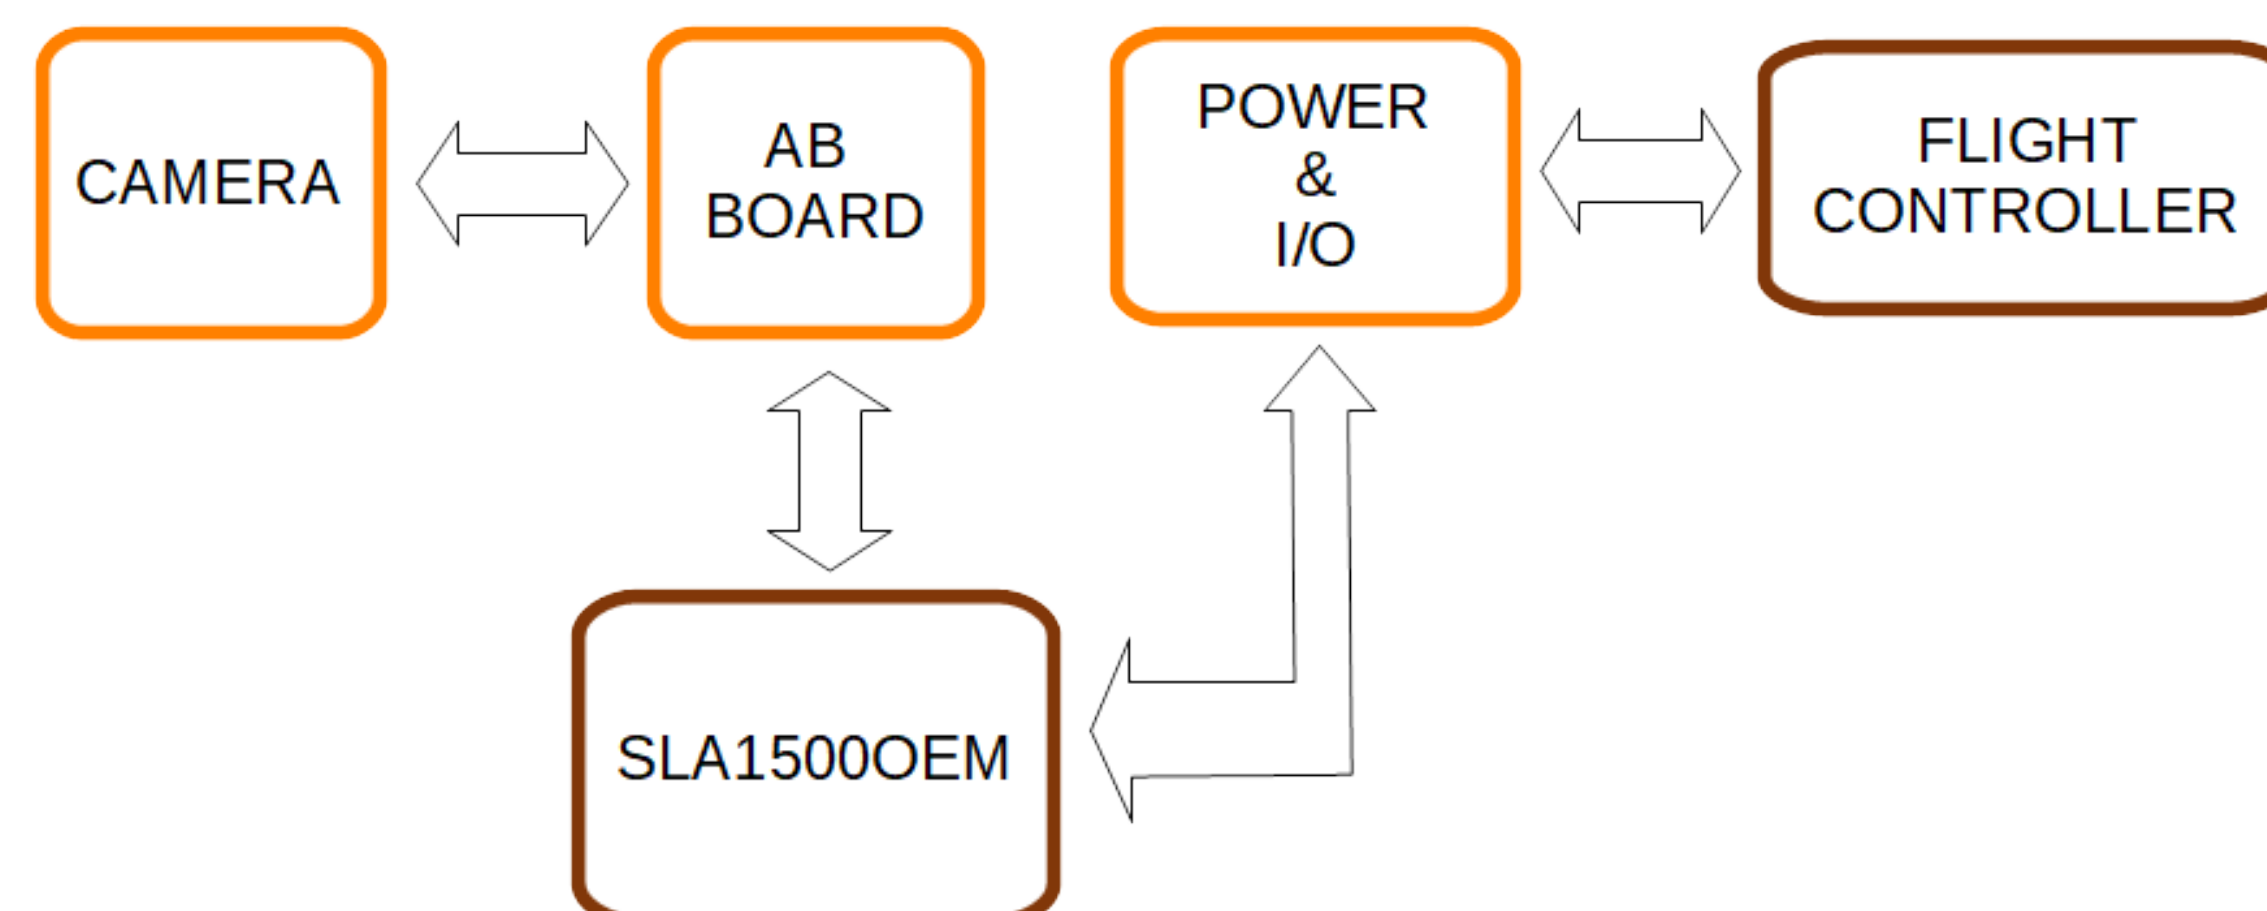 CAMERA
AB
BOARD
POWER
&
I/O
FLIGHT
CONTROLLER
SLA1500OEM